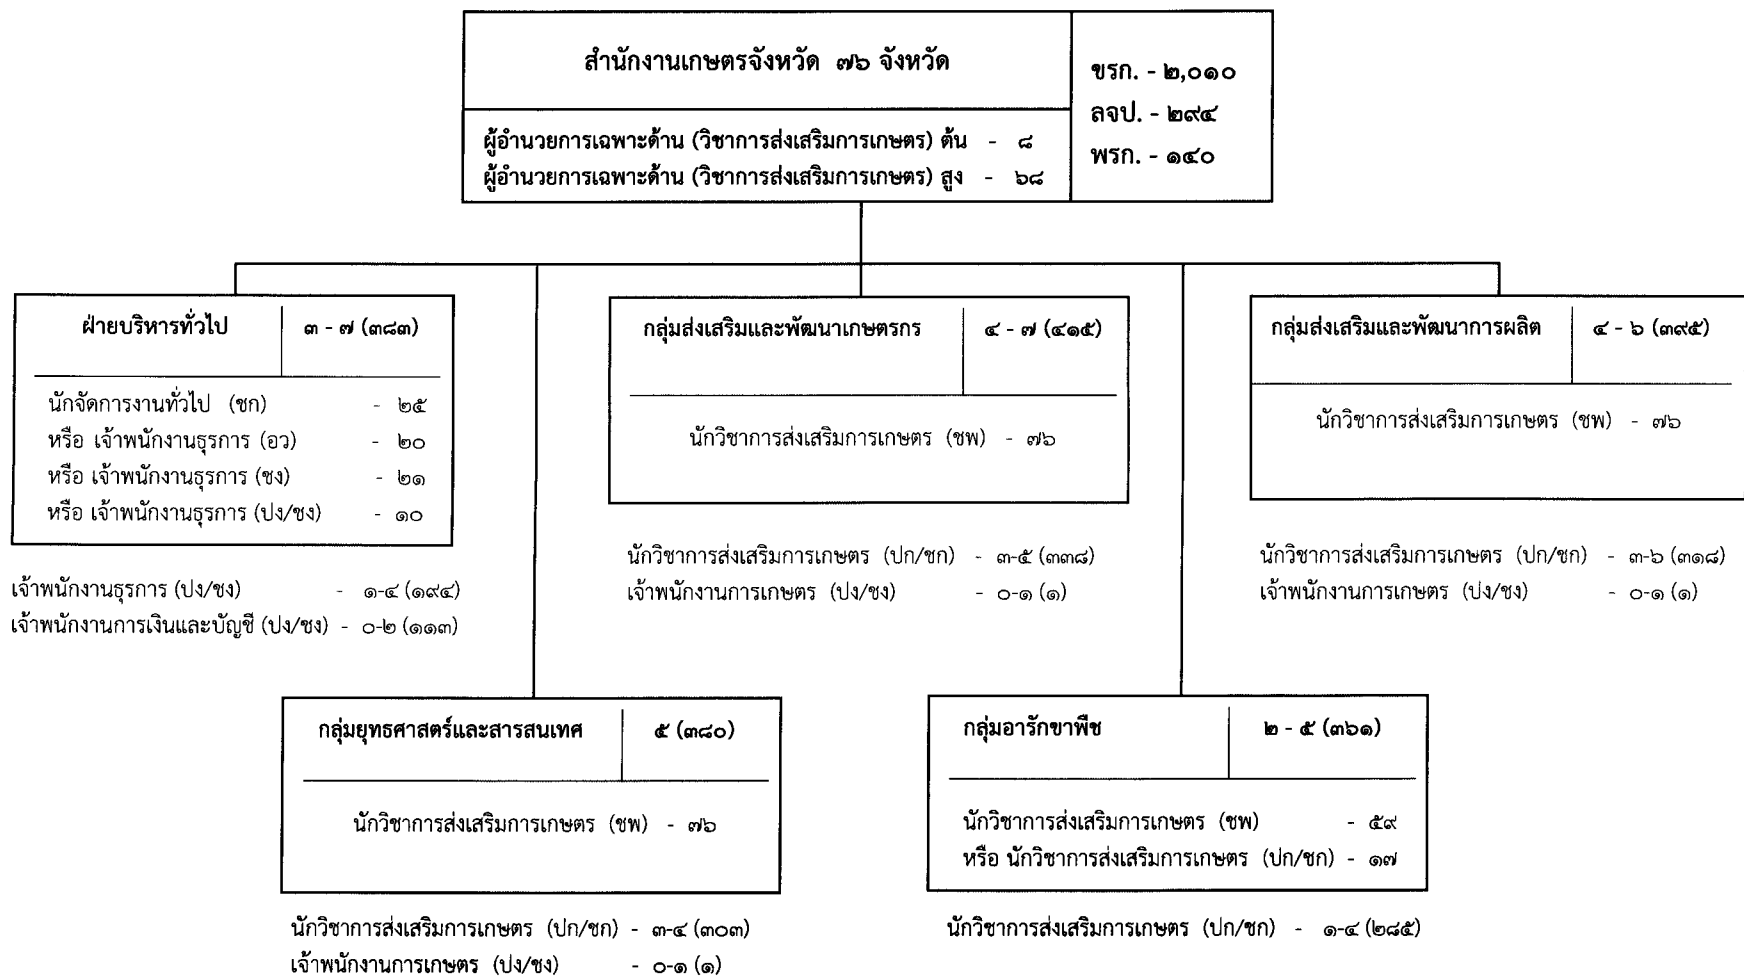 สำนักงานเกษตรจังหวัด ๗๖ จังหวัด
ผู้อำนวยการเฉพาะด้าน (วิชาการส่งเสริมการเกษตร) ต้น - ๘
ผู้อำนวยการเฉพาะด้าน (วิชาการส่งเสริมการเกษตร) สูง - ๖๘
ขรก. - ๒,๐๑๐
ลจป. - ๒๙๔
พรก. - ๑๔๐
ฝ่ายบริหารทั่วไป ๓ - ๗ (๓๘๓)
นักจัดการงานทั่วไป (ชก) - ๒๕
หรือ เจ้าพนักงานธุรการ (อว) - ๒๐
หรือ เจ้าพนักงานธุรการ (ชง) - ๒๑
หรือ เจ้าพนักงานธุรการ (ปง/ชง) - ๑๐
เจ้าพนักงานธุรการ (ปง/ชง) - ๑-๔ (๑๙๔)
เจ้าพนักงานการเงินและบัญชี (ปง/ชง) - ๐-๒ (๑๑๓)
กลุ่มส่งเสริมและพัฒนาเกษตรกร ๔ - ๗ (๔๑๕)
นักวิชาการส่งเสริมการเกษตร (ชพ) - ๗๖
นักวิชาการส่งเสริมการเกษตร (ปก/ชก) - ๓-๕ (๓๓๘)
เจ้าพนักงานการเกษตร (ปง/ชง) - ๐-๑ (๑)
กลุ่มส่งเสริมและพัฒนาการผลิต ๔ - ๖ (๓๙๕)
นักวิชาการส่งเสริมการเกษตร (ชพ) - ๗๖
นักวิชาการส่งเสริมการเกษตร (ปก/ชก) - ๓-๖ (๓๑๘)
เจ้าพนักงานการเกษตร (ปง/ชง) - ๐-๑ (๑)
กลุ่มยุทธศาสตร์และสารสนเทศ ๕ (๓๘๐)
นักวิชาการส่งเสริมการเกษตร (ชพ) - ๗๖
นักวิชาการส่งเสริมการเกษตร (ปก/ชก) - ๓-๔ (๓๐๓)
เจ้าพนักงานการเกษตร (ปง/ชง) - ๐-๑ (๑)
กลุ่มอารักขาพืช ๒ - ๕ (๓๖๑)
นักวิชาการส่งเสริมการเกษตร (ชพ) - ๕๙
หรือ นักวิชาการส่งเสริมการเกษตร (ปก/ชก) - ๑๗
นักวิชาการส่งเสริมการเกษตร (ปก/ชก) - ๑-๔ (๒๘๕)